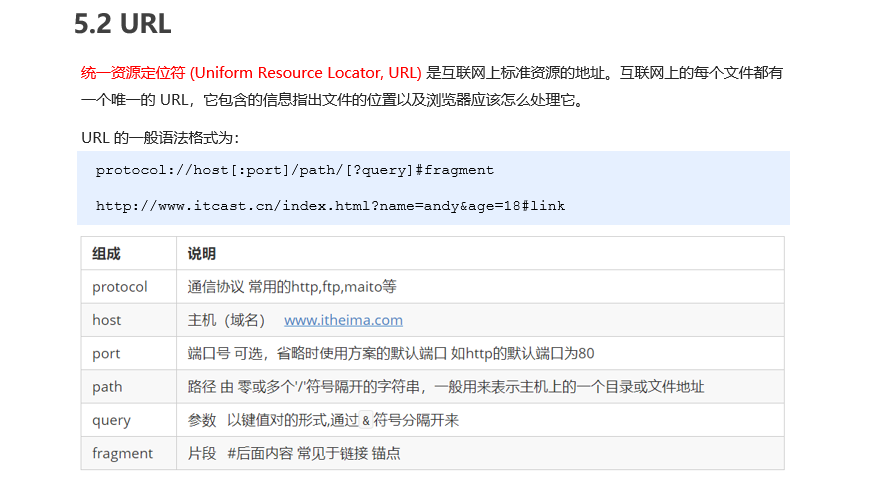 5.2 URL
统一资源定位符 (Uniform Resource Locator, URL) 是互联网上标准资源的地址。互联网上的每个文件都有
一个唯一的 URL，它包含的信息指出文件的位置以及浏览器应该怎么处理它。
URL 的一般语法格式为：
protocol://host[:port]/path/[?query]#fragment
http://www.itcast.cn/index.html?name=andy&age=18#link
组成 说明
protocol 通信协议 常用的http,ftp,maito等
host 主机（域名） www.itheima.com
port 端口号 可选，省略时使用方案的默认端口 如http的默认端口为80
path 路径 由 零或多个'/'符号隔开的字符串，一般用来表示主机上的一个目录或文件地址
query 参数 以键值对的形式,通过 & 符号分隔开来
fragment 片段 #后面内容 常见于链接 锚点